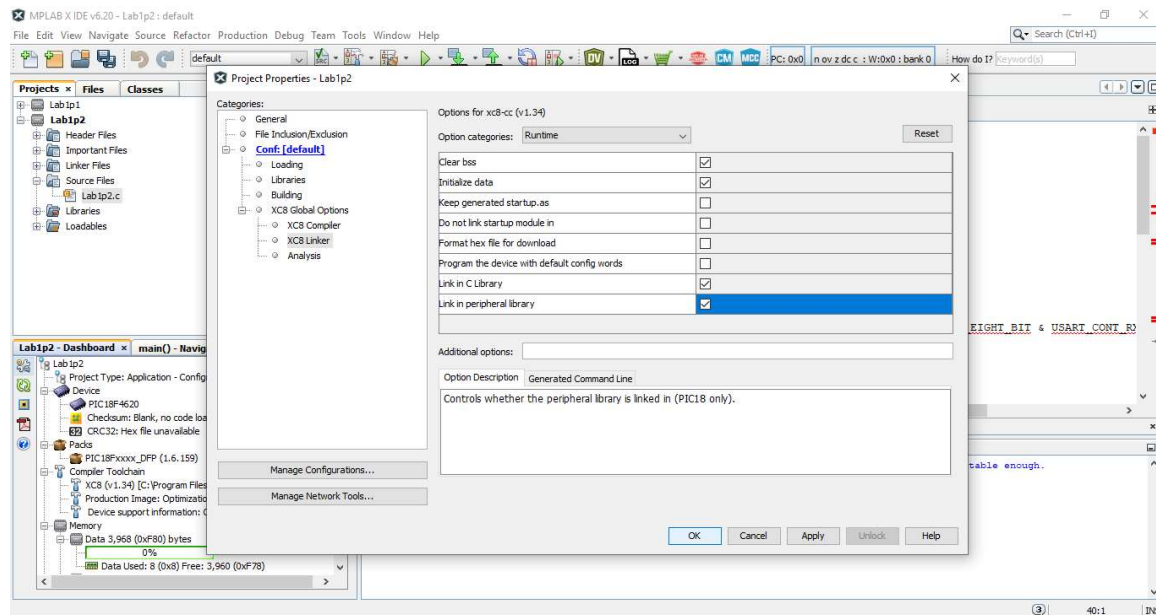 MPLAB X IDE v6.20 - Lab1p2 : default
File Edit View Navigate Source Refactor Production Debug Team Tools Window Help
Search (Ctrl+I)
default
PC: 0x0 n ov z dc c : W:0x0 : bank 0 How do I? Keyword(s)
Projects × Files Classes
Lab1p1
Lab1p2
Header Files
Important Files
Linker Files
Source Files
Lab1p2.c
Libraries
Loadables
Project Properties - Lab1p2
Categories:
General
File Inclusion/Exclusion
Conf: [default]
Loading
Libraries
Building
XC8 Global Options
XC8 Compiler
XC8 Linker
Analysis
Manage Configurations...
Manage Network Tools...
Options for xc8-cc (v1.34)
Option categories: Runtime Reset
Clear bss
Initialize data
Keep generated startup.as
Do not link startup module in
Format hex file for download
Program the device with default config words
Link in C Library
Link in peripheral library
Additional options:
Option Description Generated Command Line
Controls whether the peripheral library is linked in (PIC18 only).
OK Cancel Apply Unlock Help
EIGHT_BIT & USART_CONT_RX
table enough.
Lab1p2 - Dashboard × main() - Navig
Lab1p2
Project Type: Application - Config
Device
PIC18F4620
Checksum: Blank, no code loa
CRC32: Hex file unavailable
Packs
PIC18Fxxxx_DFP (1.6.159)
Compiler Toolchain
XC8 (v1.34) [C:\Program Files
Production Image: Optimizatio
Device support information: C
Memory
Data 3,968 (0xF80) bytes
0%
Data Used: 8 (0x8) Free: 3,960 (0xF78)
3 40:1 IN